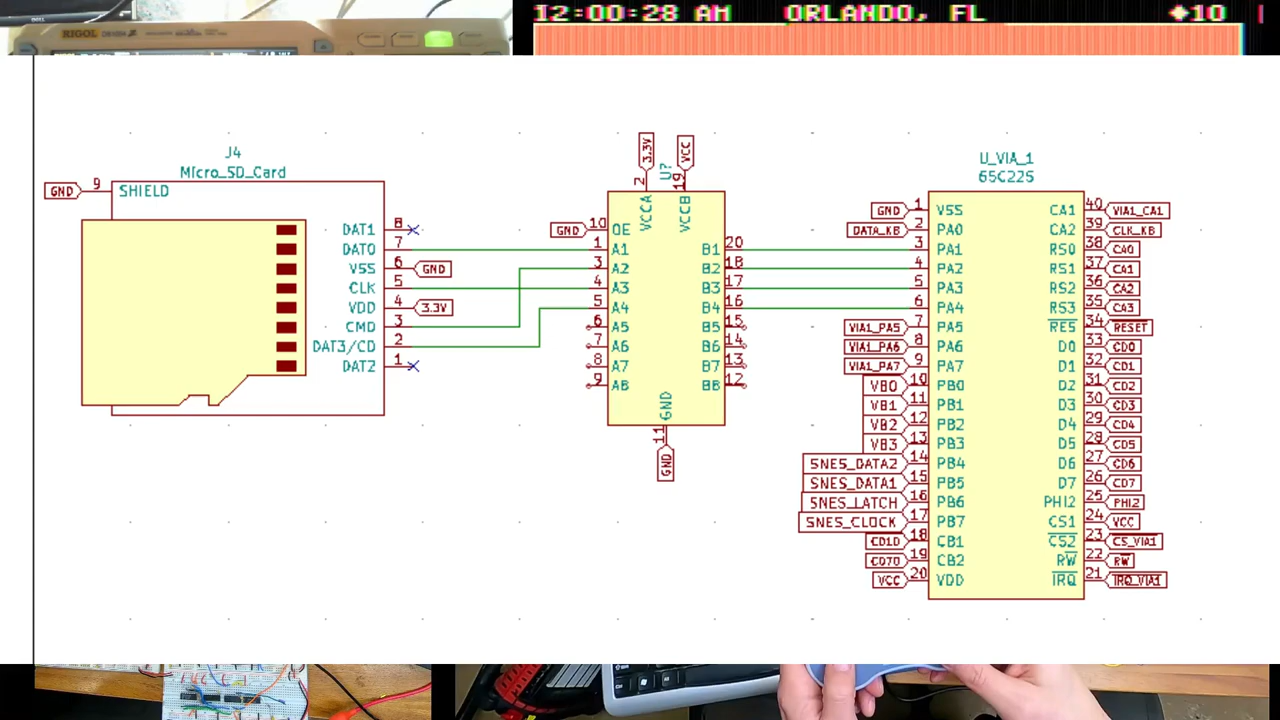 RIGOL
12:00:28 AM ORLANDO, FL
10
J4
Micro_SD_Card
GND 9 SHIELD
DAT1 8
DAT0 7
VSS 6 GND
CLK 5
VDD 4 3.3V
CMD 3
DAT3/CD 2
DAT2 1
3.3V VCC
U?
2 19
VCCA VCCB
GND 10 OE
1 A1 B1 20
3 A2 B2 18
4 A3 B3 17
5 A4 B4 16
6 A5 B5 15
7 A6 B6 14
8 A7 B7 13
9 A8 B8 12
GND
11
GND
U_VIA_1
65C22S
GND 1 VSS CA1 40 VIA1_CA1
DATA_KB 2 PA0 CA2 39 CLK_KB
3 PA1 RS0 38 CA0
4 PA2 RS1 37 CA1
5 PA3 RS2 36 CA2
6 PA4 RS3 35 CA3
VIA1_PA5 7 PA5 RES 34 RESET
VIA1_PA6 8 PA6 D0 33 CD0
VIA1_PA7 9 PA7 D1 32 CD1
VB0 10 PB0 D2 31 CD2
VB1 11 PB1 D3 30 CD3
VB2 12 PB2 D4 29 CD4
VB3 13 PB3 D5 28 CD5
SNES_DATA2 14 PB4 D6 27 CD6
SNES_DATA1 15 PB5 D7 26 CD7
SNES_LATCH 16 PB6 PHI2 25 PHI2
SNES_CLOCK 17 PB7 CS1 24 VCC
18 CB1 CS2 23 CS_VIA1
19 CB2 RW 22 RW
VCC 20 VDD IRQ 21 IRQ_VIA1